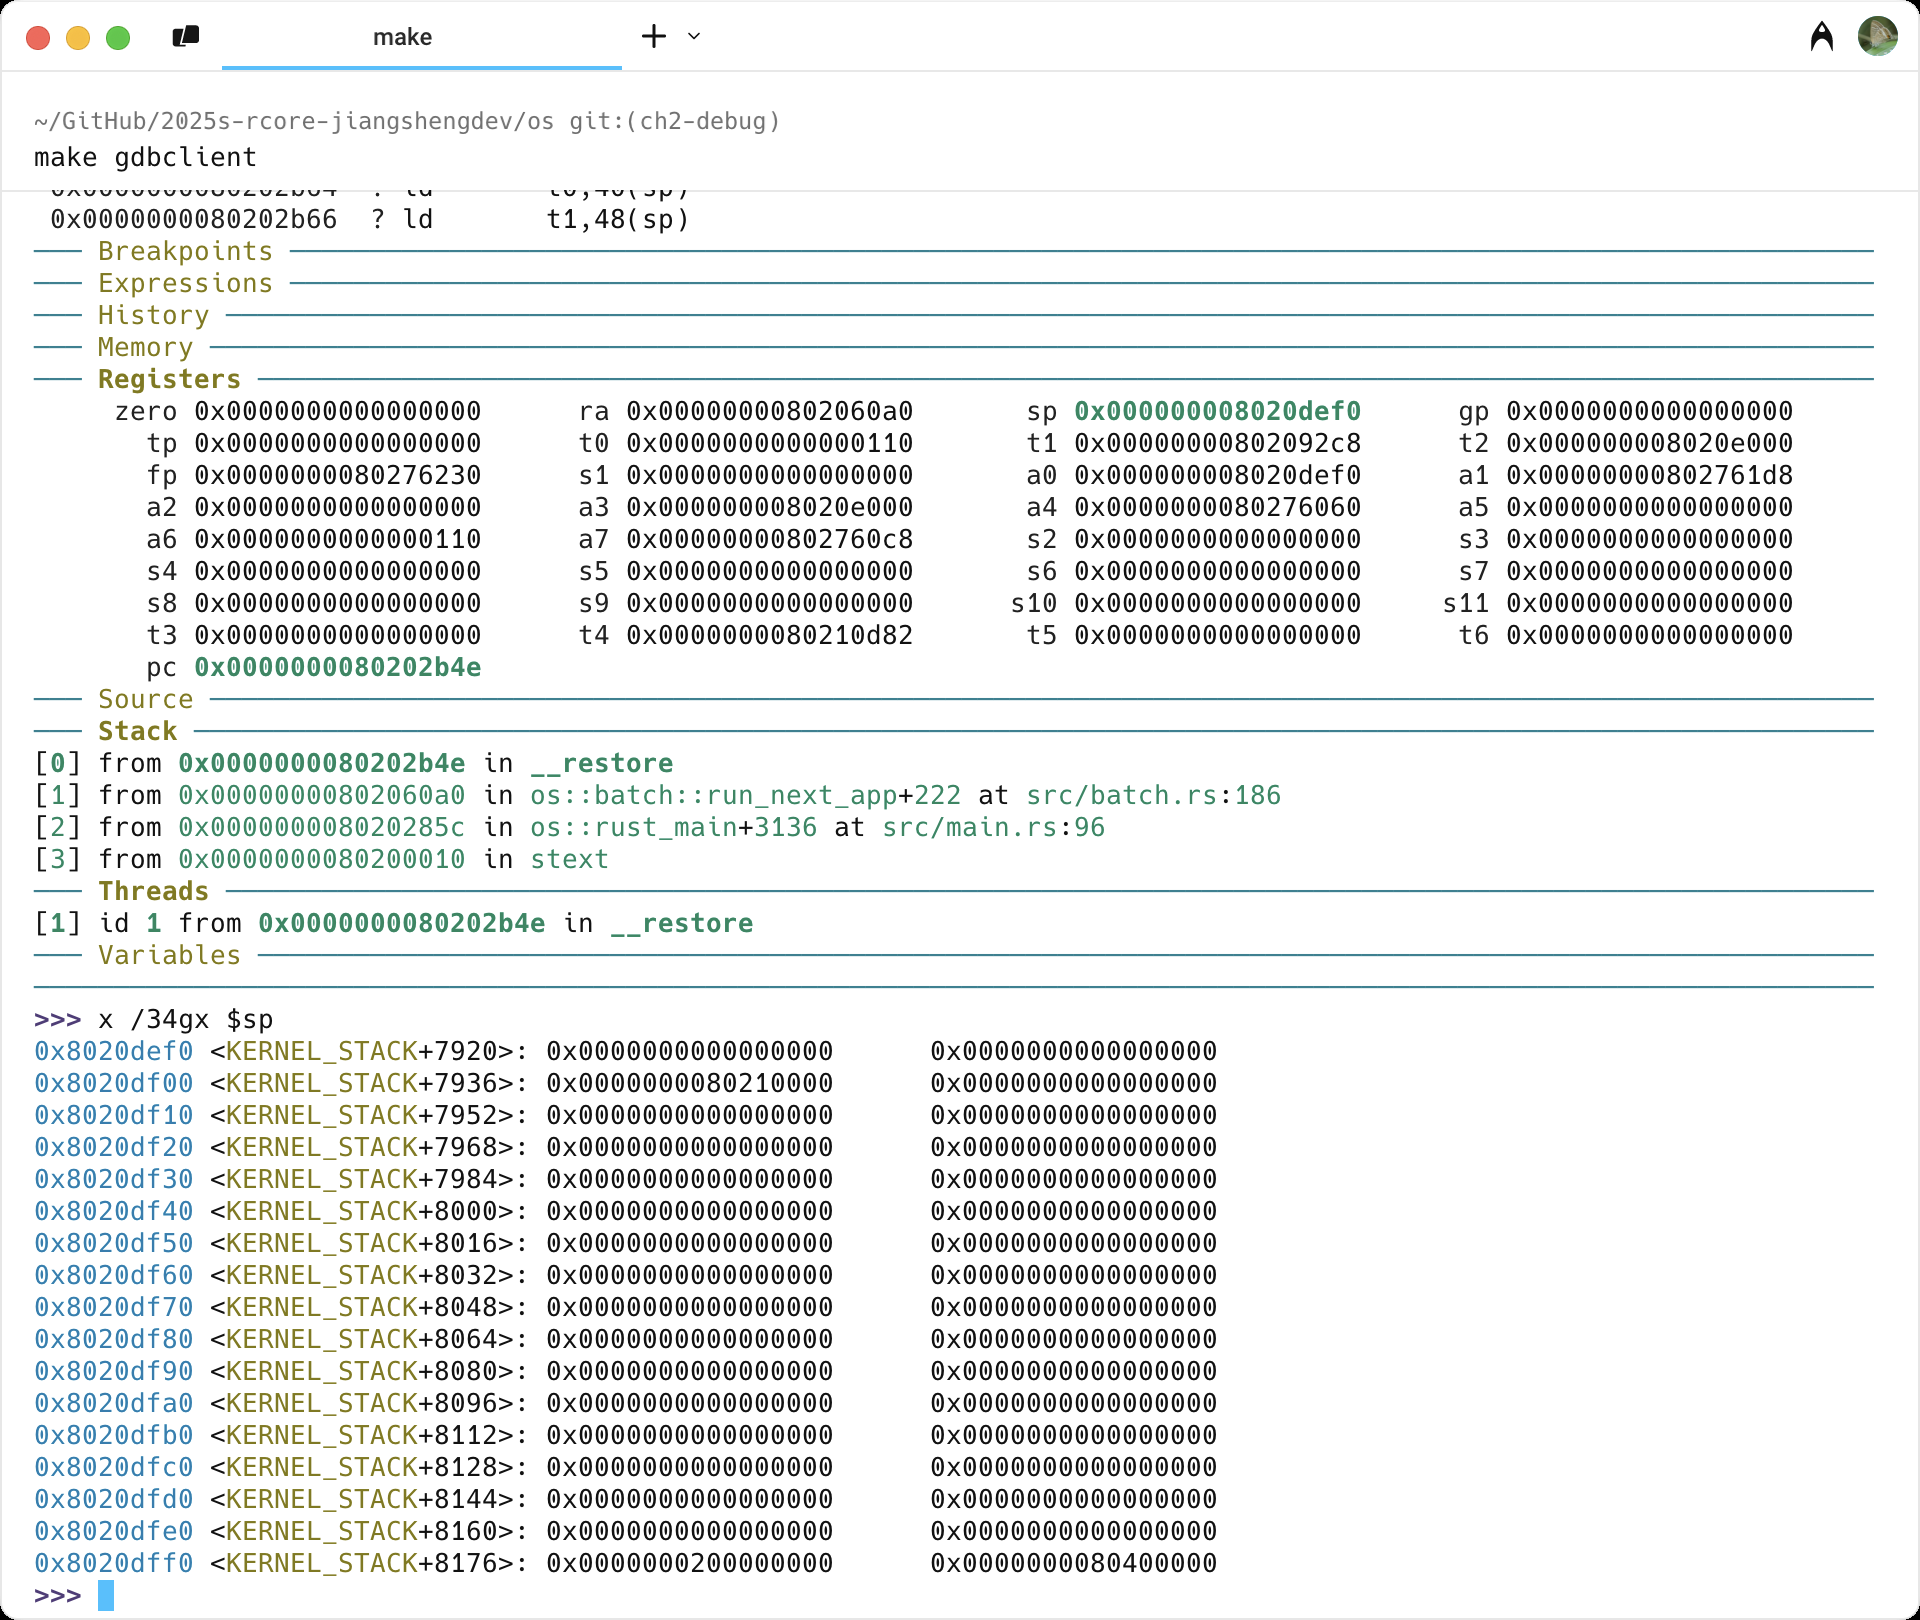 make
~/GitHub/2025s-rcore-jiangshengdev/os git:(ch2-debug)
make gdbclient
0x0000000080202b64 ? ld t0,40(sp)
0x0000000080202b66 ? ld t1,48(sp)
Breakpoints
Expressions
History
Memory
Registers
zero 0x0000000000000000 ra 0x00000000802060a0 sp 0x000000008020def0 gp 0x0000000000000000
tp 0x0000000000000000 t0 0x0000000000000110 t1 0x00000000802092c8 t2 0x000000008020e000
fp 0x0000000080276230 s1 0x0000000000000000 a0 0x000000008020def0 a1 0x00000000802761d8
a2 0x0000000000000000 a3 0x000000008020e000 a4 0x0000000080276060 a5 0x0000000000000000
a6 0x0000000000000110 a7 0x00000000802760c8 s2 0x0000000000000000 s3 0x0000000000000000
s4 0x0000000000000000 s5 0x0000000000000000 s6 0x0000000000000000 s7 0x0000000000000000
s8 0x0000000000000000 s9 0x0000000000000000 s10 0x0000000000000000 s11 0x0000000000000000
t3 0x0000000000000000 t4 0x0000000080210d82 t5 0x0000000000000000 t6 0x0000000000000000
pc 0x0000000080202b4e
Source
Stack
[0] from 0x0000000080202b4e in __restore
[1] from 0x00000000802060a0 in os::batch::run_next_app+222 at src/batch.rs:186
[2] from 0x000000008020285c in os::rust_main+3136 at src/main.rs:96
[3] from 0x0000000080200010 in stext
Threads
[1] id 1 from 0x0000000080202b4e in __restore
Variables
>>> x /34gx $sp
0x8020def0 <KERNEL_STACK+7920>: 0x0000000000000000 0x0000000000000000
0x8020df00 <KERNEL_STACK+7936>: 0x0000000080210000 0x0000000000000000
0x8020df10 <KERNEL_STACK+7952>: 0x0000000000000000 0x0000000000000000
0x8020df20 <KERNEL_STACK+7968>: 0x0000000000000000 0x0000000000000000
0x8020df30 <KERNEL_STACK+7984>: 0x0000000000000000 0x0000000000000000
0x8020df40 <KERNEL_STACK+8000>: 0x0000000000000000 0x0000000000000000
0x8020df50 <KERNEL_STACK+8016>: 0x0000000000000000 0x0000000000000000
0x8020df60 <KERNEL_STACK+8032>: 0x0000000000000000 0x0000000000000000
0x8020df70 <KERNEL_STACK+8048>: 0x0000000000000000 0x0000000000000000
0x8020df80 <KERNEL_STACK+8064>: 0x0000000000000000 0x0000000000000000
0x8020df90 <KERNEL_STACK+8080>: 0x0000000000000000 0x0000000000000000
0x8020dfa0 <KERNEL_STACK+8096>: 0x0000000000000000 0x0000000000000000
0x8020dfb0 <KERNEL_STACK+8112>: 0x0000000000000000 0x0000000000000000
0x8020dfc0 <KERNEL_STACK+8128>: 0x0000000000000000 0x0000000000000000
0x8020dfd0 <KERNEL_STACK+8144>: 0x0000000000000000 0x0000000000000000
0x8020dfe0 <KERNEL_STACK+8160>: 0x0000000000000000 0x0000000000000000
0x8020dff0 <KERNEL_STACK+8176>: 0x0000000200000000 0x0000000080400000
>>>